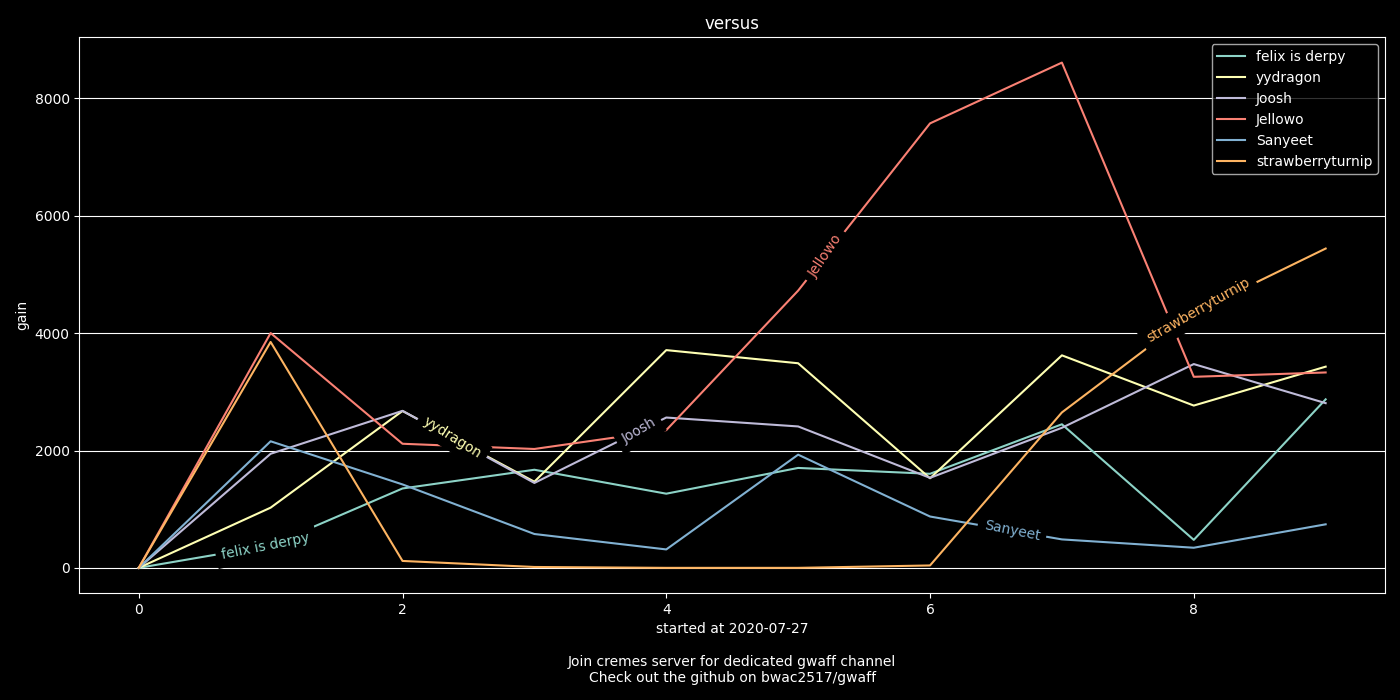 versus
felix is derpy
yydragon
Joosh
Jellowo
Sanyeet
strawberryturnip
8000
6000
4000
2000
0
gain
Jellowo
strawberryturnip
yydragon
Joosh
felix is derpy
Sanyeet
0 2 4 6 8
started at 2020-07-27
Join cremes server for dedicated gwaff channel
Check out the github on bwac2517/gwaff